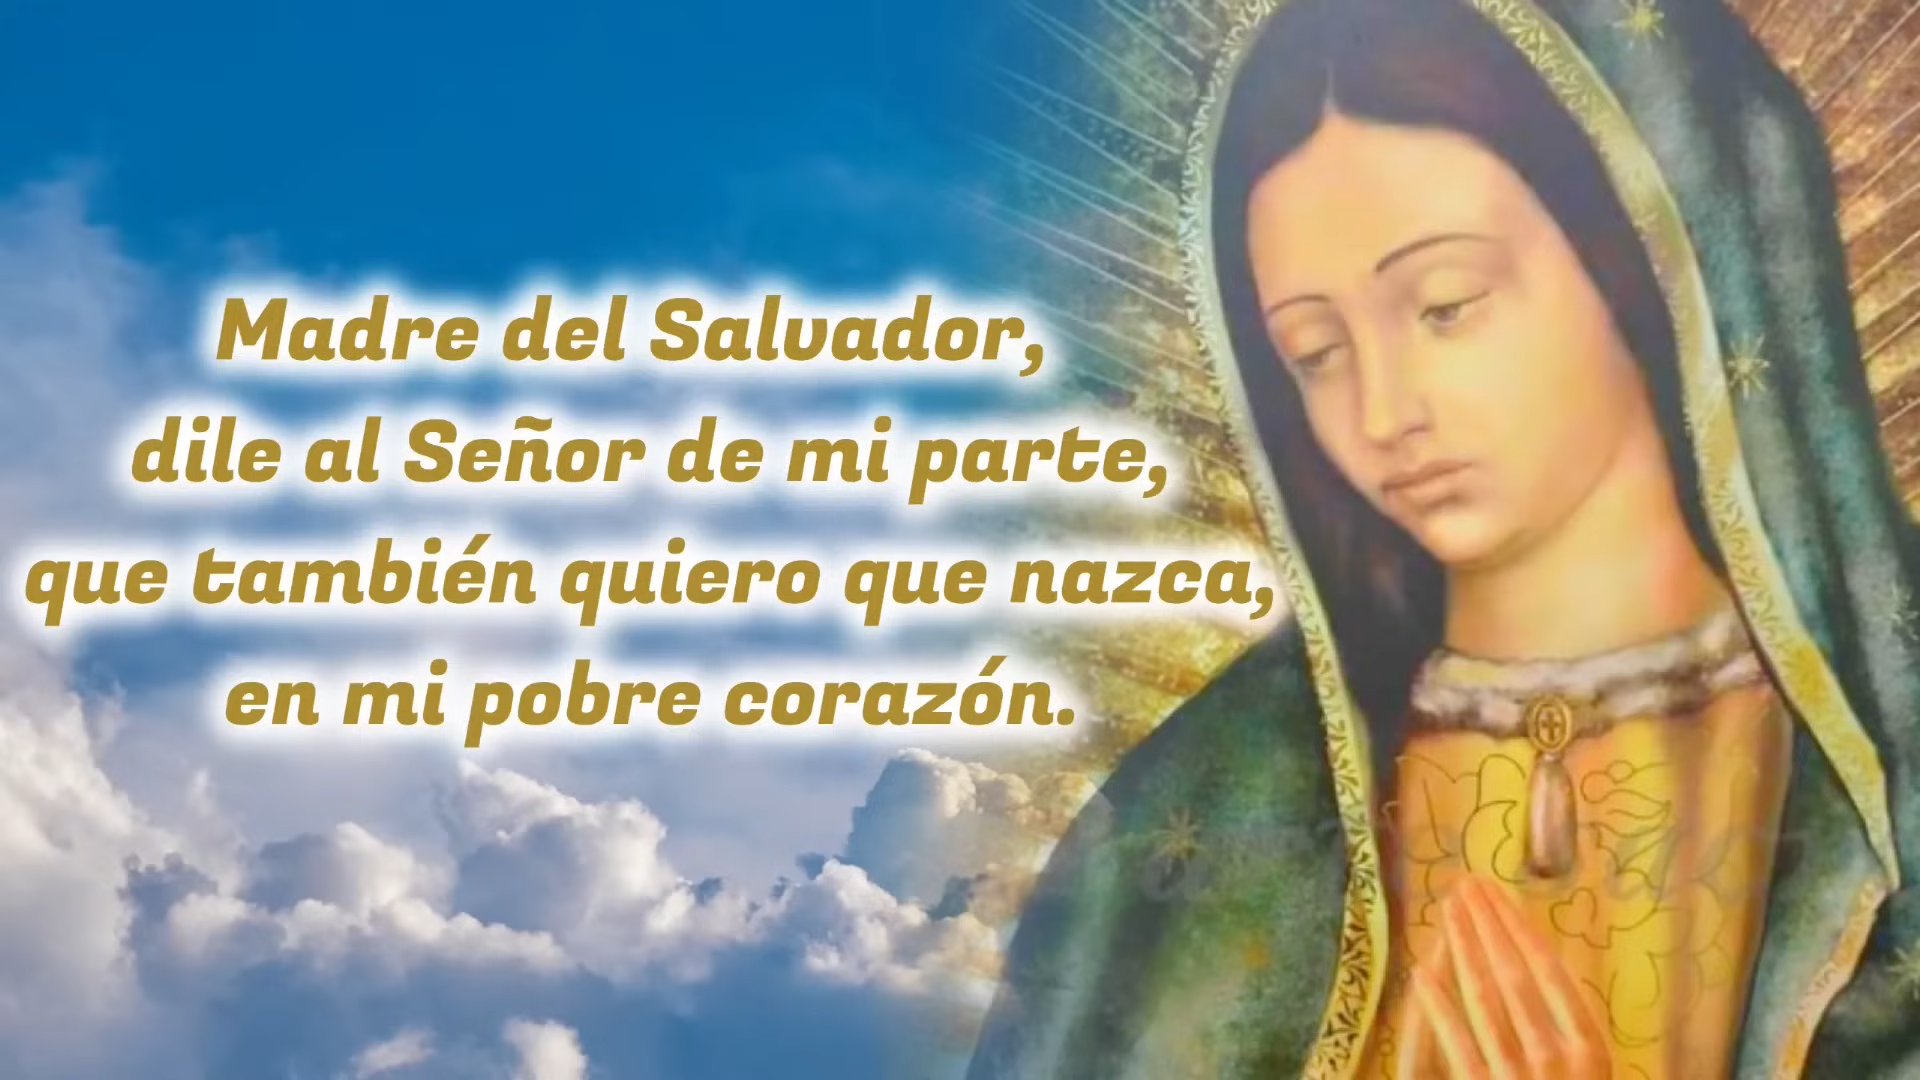 Madre del Salvador,
dile al Señor de mi parte,
que también quiero que nazca,
en mi pobre corazón.